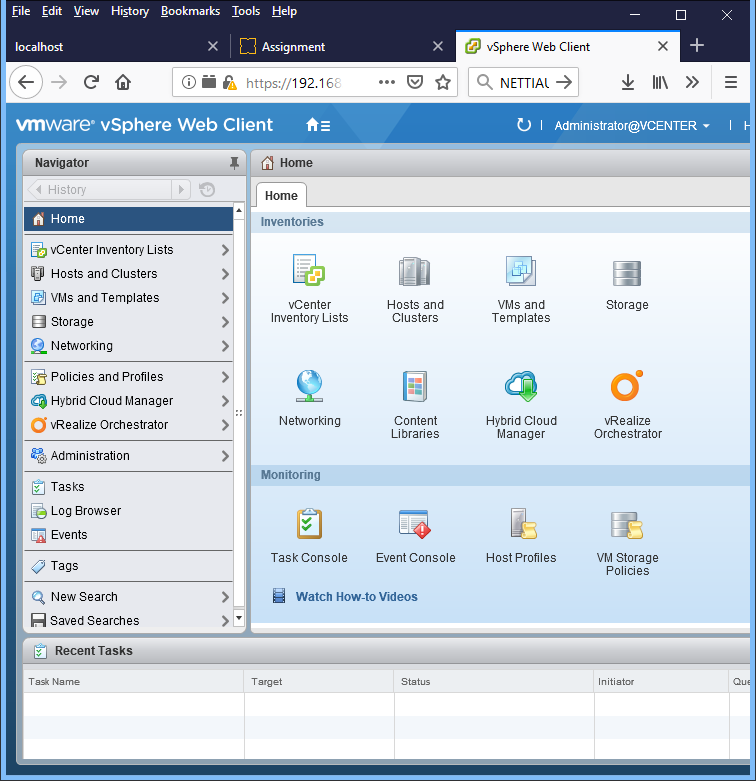 File Edit View History Bookmarks Tools Help
localhost
Assignment
vSphere Web Client
https://192.168
NETTIAU
vmware® vSphere Web Client
Administrator@VCENTER
H
Navigator
History
Home
vCenter Inventory Lists
Hosts and Clusters
VMs and Templates
Storage
Networking
Policies and Profiles
Hybrid Cloud Manager
vRealize Orchestrator
Administration
Tasks
Log Browser
Events
Tags
New Search
Saved Searches
Home
Home
Inventories
vCenter
Inventory Lists
Hosts and
Clusters
VMs and
Templates
Storage
Networking
Content
Libraries
Hybrid Cloud
Manager
vRealize
Orchestrator
Monitoring
Task Console
Event Console
Host Profiles
VM Storage
Policies
Watch How-to Videos
Recent Tasks
Task Name Target Status Initiator Que